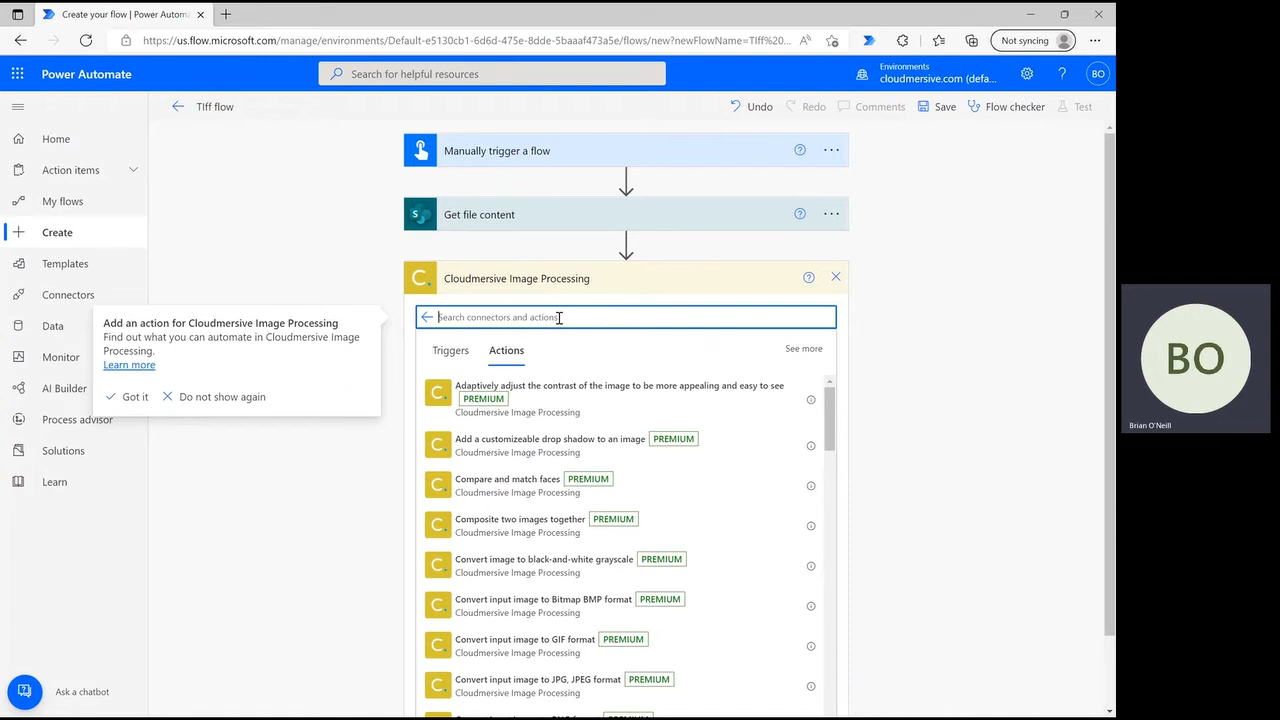 Create your flow | Power Automa
https://us.flow.microsoft.com/manage/environments/Default-e5130cb1-6d6d-475e-8dde-5baaaf473a5e/flows/new?newFlowName=TIff%20...
Not syncing
Power Automate
Search for helpful resources
Environments
cloudmersive.com (defa...
BO
TIff flow
Undo
Redo
Comments
Save
Flow checker
Test
Home
Action items
My flows
Create
Templates
Connectors
Data
Monitor
AI Builder
Process advisor
Solutions
Learn
Ask a chatbot
Add an action for Cloudmersive Image Processing
Find out what you can automate in Cloudmersive Image
Processing.
Learn more
Got it
Do not show again
Manually trigger a flow
Get file content
Cloudmersive Image Processing
Search connectors and actions
Triggers
Actions
See more
Adaptively adjust the contrast of the image to be more appealing and easy to see
PREMIUM
Cloudmersive Image Processing
Add a customizeable drop shadow to an image PREMIUM
Cloudmersive Image Processing
Compare and match faces PREMIUM
Cloudmersive Image Processing
Composite two images together PREMIUM
Cloudmersive Image Processing
Convert image to black-and-white grayscale PREMIUM
Cloudmersive Image Processing
Convert input image to Bitmap BMP format PREMIUM
Cloudmersive Image Processing
Convert input image to GIF format PREMIUM
Cloudmersive Image Processing
Convert input image to JPG, JPEG format PREMIUM
Cloudmersive Image Processing
BO
Brian O'Neill